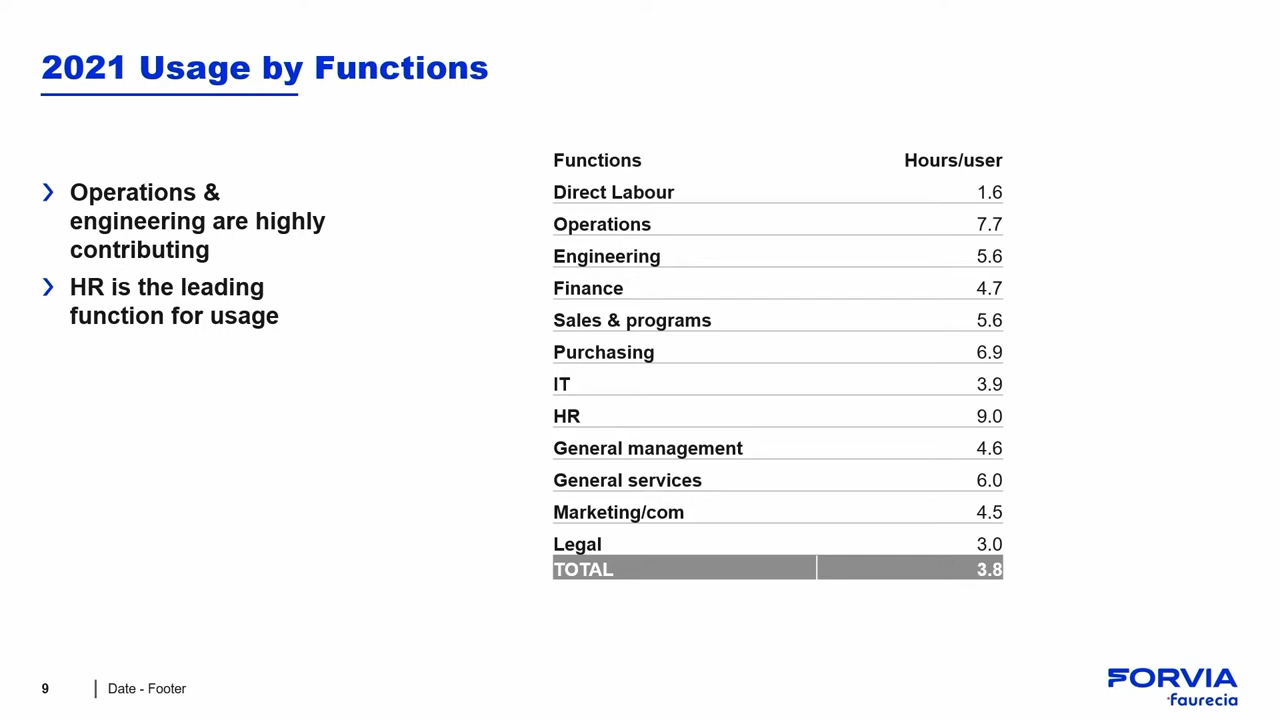 2021 Usage by Functions
Operations &
engineering are highly
contributing
HR is the leading
function for usage
Functions Hours/user
Direct Labour 1.6
Operations 7.7
Engineering 5.6
Finance 4.7
Sales & programs 5.6
Purchasing 6.9
IT 3.9
HR 9.0
General management 4.6
General services 6.0
Marketing/com 4.5
Legal 3.0
TOTAL 3.8
9 Date - Footer
FORVIA
faurecia